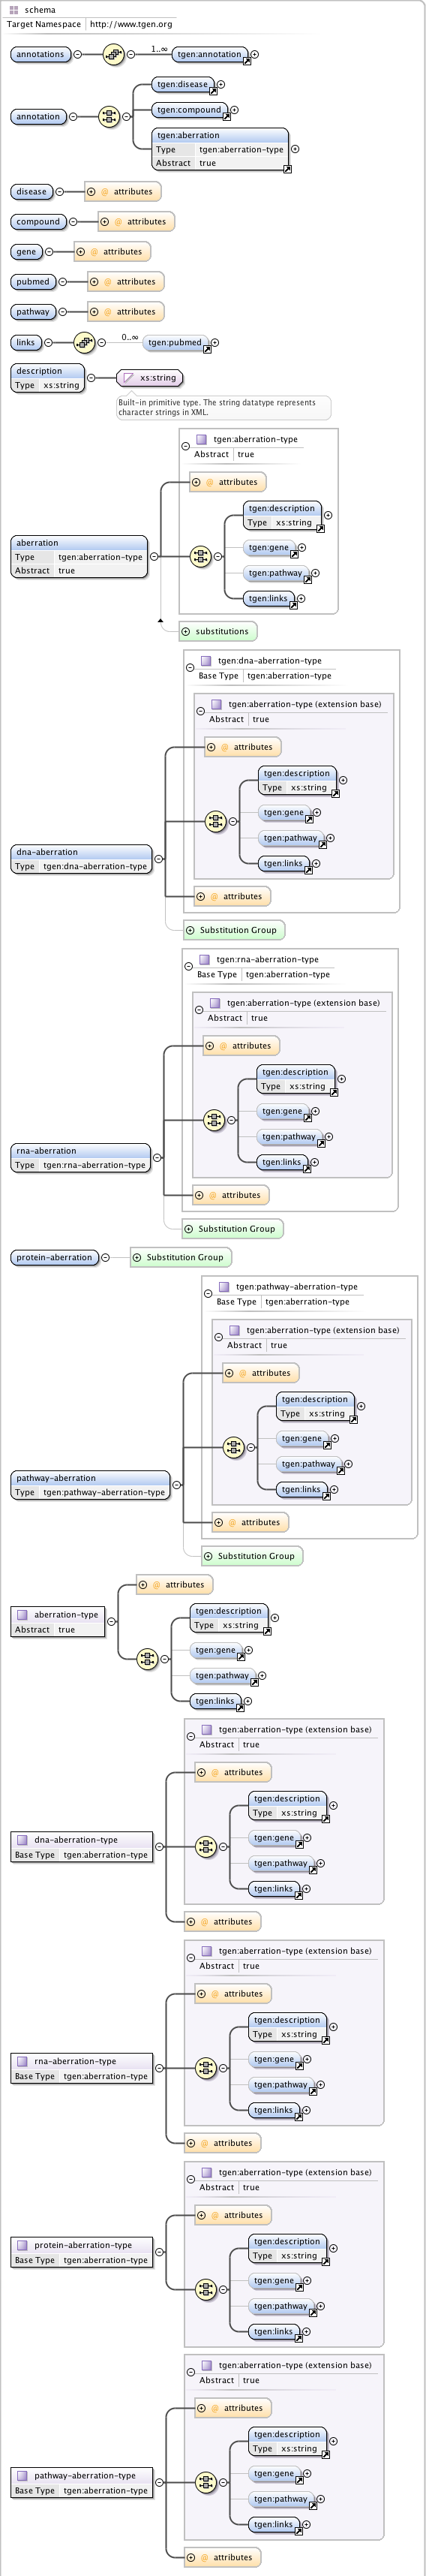 schema
Target Namespace http://www.tgen.org
annotations 1..∞ tgen:annotation
tgen:disease
annotation tgen:compound
tgen:aberration
Type tgen:aberration-type
Abstract true
disease @ attributes
compound @ attributes
gene @ attributes
pubmed @ attributes
pathway @ attributes
links 0..∞ tgen:pubmed
description
Type xs:string
xs:string
Built-in primitive type. The string datatype represents
character strings in XML.
tgen:aberration-type
Abstract true
@ attributes
tgen:description
Type xs:string
aberration
Type tgen:aberration-type
Abstract true
tgen:gene
tgen:pathway
tgen:links
substitutions
tgen:dna-aberration-type
Base Type tgen:aberration-type
tgen:aberration-type (extension base)
Abstract true
@ attributes
tgen:description
Type xs:string
tgen:gene
tgen:pathway
dna-aberration
Type tgen:dna-aberration-type
tgen:links
@ attributes
Substitution Group
tgen:rna-aberration-type
Base Type tgen:aberration-type
tgen:aberration-type (extension base)
Abstract true
@ attributes
tgen:description
Type xs:string
tgen:gene
tgen:pathway
rna-aberration
Type tgen:rna-aberration-type
tgen:links
@ attributes
Substitution Group
protein-aberration Substitution Group
tgen:pathway-aberration-type
Base Type tgen:aberration-type
tgen:aberration-type (extension base)
Abstract true
@ attributes
tgen:description
Type xs:string
tgen:gene
tgen:pathway
pathway-aberration
Type tgen:pathway-aberration-type
tgen:links
@ attributes
Substitution Group
@ attributes
aberration-type
Abstract true
tgen:description
Type xs:string
tgen:gene
tgen:pathway
tgen:links
tgen:aberration-type (extension base)
Abstract true
@ attributes
tgen:description
Type xs:string
dna-aberration-type
Base Type tgen:aberration-type
tgen:gene
tgen:pathway
tgen:links
@ attributes
tgen:aberration-type (extension base)
Abstract true
@ attributes
tgen:description
Type xs:string
rna-aberration-type
Base Type tgen:aberration-type
tgen:gene
tgen:pathway
tgen:links
@ attributes
tgen:aberration-type (extension base)
Abstract true
@ attributes
protein-aberration-type
Base Type tgen:aberration-type
tgen:description
Type xs:string
tgen:gene
tgen:pathway
tgen:links
tgen:aberration-type (extension base)
Abstract true
@ attributes
tgen:description
Type xs:string
pathway-aberration-type
Base Type tgen:aberration-type
tgen:gene
tgen:pathway
tgen:links
@ attributes